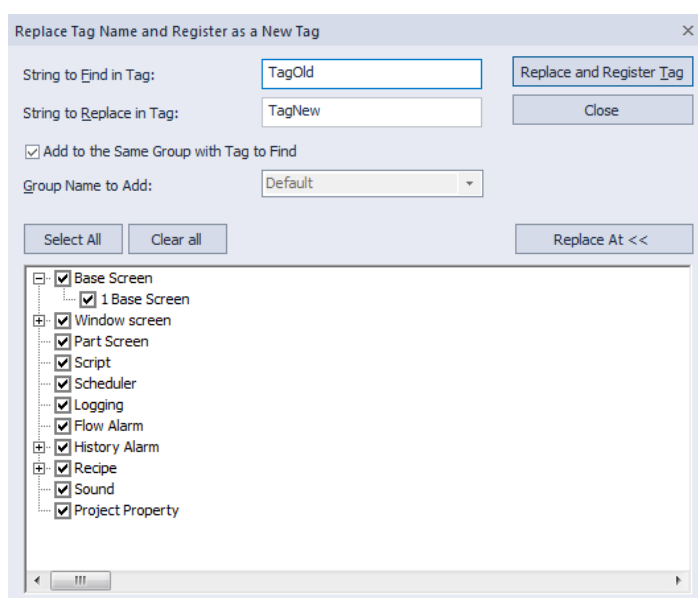 Replace Tag Name and Register as a New Tag
String to Find in Tag: TagOld Replace and Register Tag
String to Replace in Tag: TagNew Close
Add to the Same Group with Tag to Find
Group Name to Add: Default
Select All Clear all Replace At <<
Base Screen
1 Base Screen
Window screen
Part Screen
Script
Scheduler
Logging
Flow Alarm
History Alarm
Recipe
Sound
Project Property